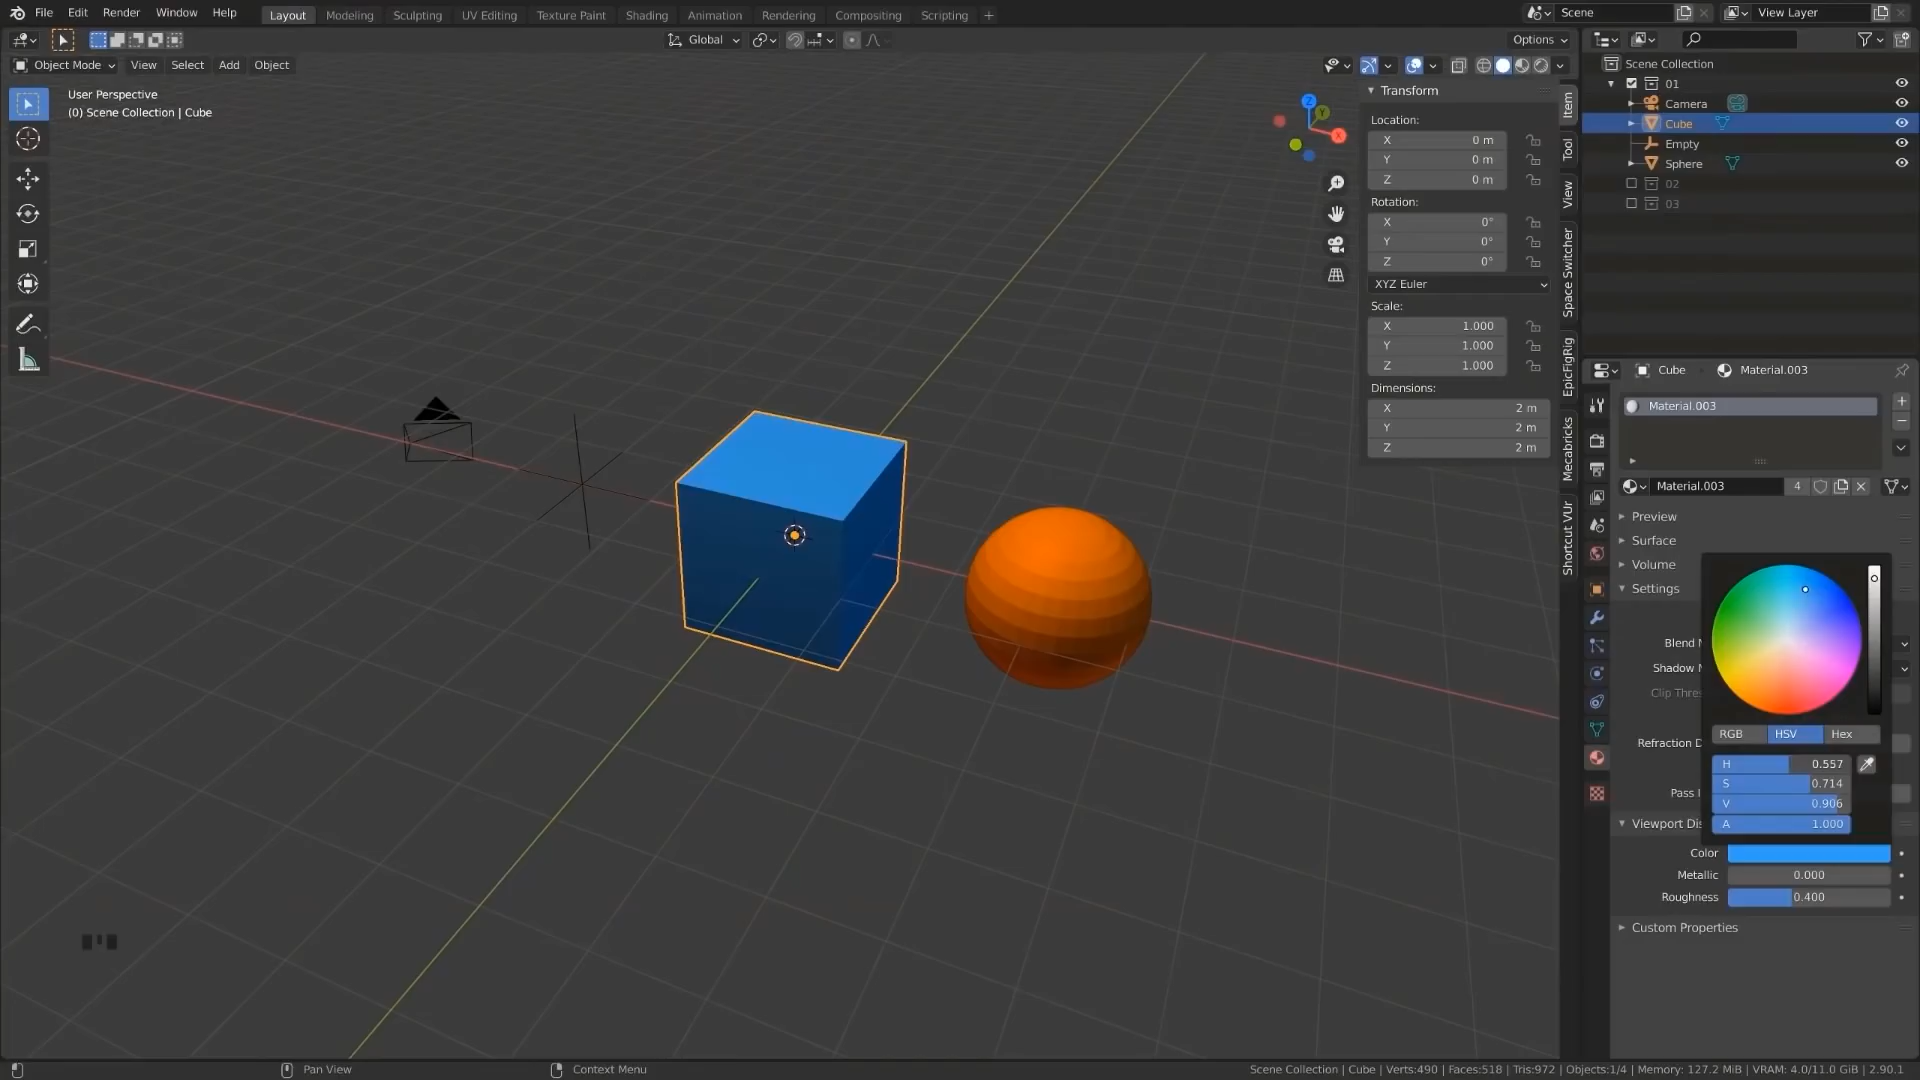 File Edit Render Window Help Layout Modeling Sculpting UV Editing Texture Paint Shading Animation Rendering Compositing Scripting + Scene View Layer
Global Options
Object Mode View Select Add Object
User Perspective
(0) Scene Collection | Cube
Z
Y
X
Transform
Location:
X 0 m
Y 0 m
Z 0 m
Rotation:
X 0°
Y 0°
Z 0°
XYZ Euler
Scale:
X 1.000
Y 1.000
Z 1.000
Dimensions:
X 2 m
Y 2 m
Z 2 m
Item
Tool
View
Space Switcher
EpicFigRig
Mecabricks
Shortcut VUr
Scene Collection
01
Camera
Cube
Empty
Sphere
02
03
Cube Material.003
Material.003
Material.003 4
Preview
Surface
Volume
Settings
Blend M
Shadow M
Clip Thres
RGB HSV Hex
Refraction D
H 0.557
S 0.714
Pass I
V 0.906
Viewport Dis
A 1.000
Color
Metallic 0.000
Roughness 0.400
Custom Properties
Pan View Context Menu Scene Collection | Cube | Verts:490 | Faces:518 | Tris:972 | Objects:1/4 | Memory: 127.2 MiB | VRAM: 4.0/11.0 GiB | 2.90.1